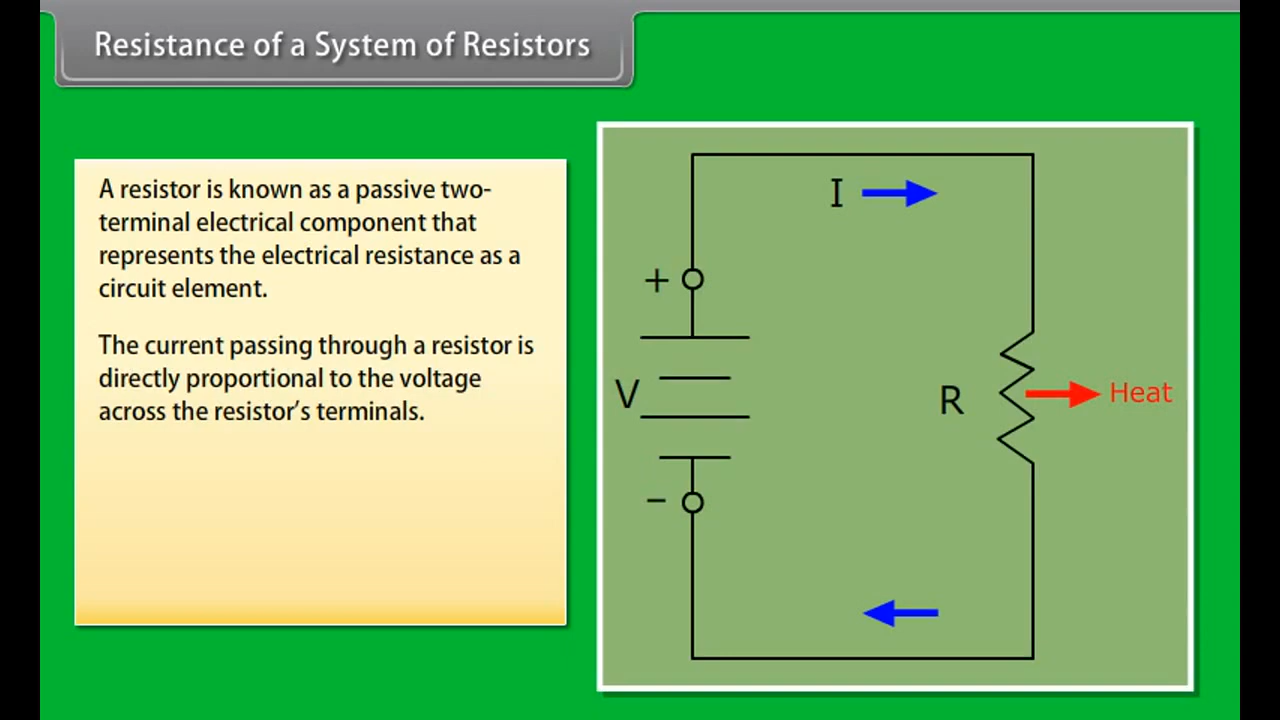 Resistance of a System of Resistors
A resistor is known as a passive two-
terminal electrical component that
represents the electrical resistance as a
circuit element.
The current passing through a resistor is
directly proportional to the voltage
across the resistor’s terminals.
I
+
V
R
Heat
−